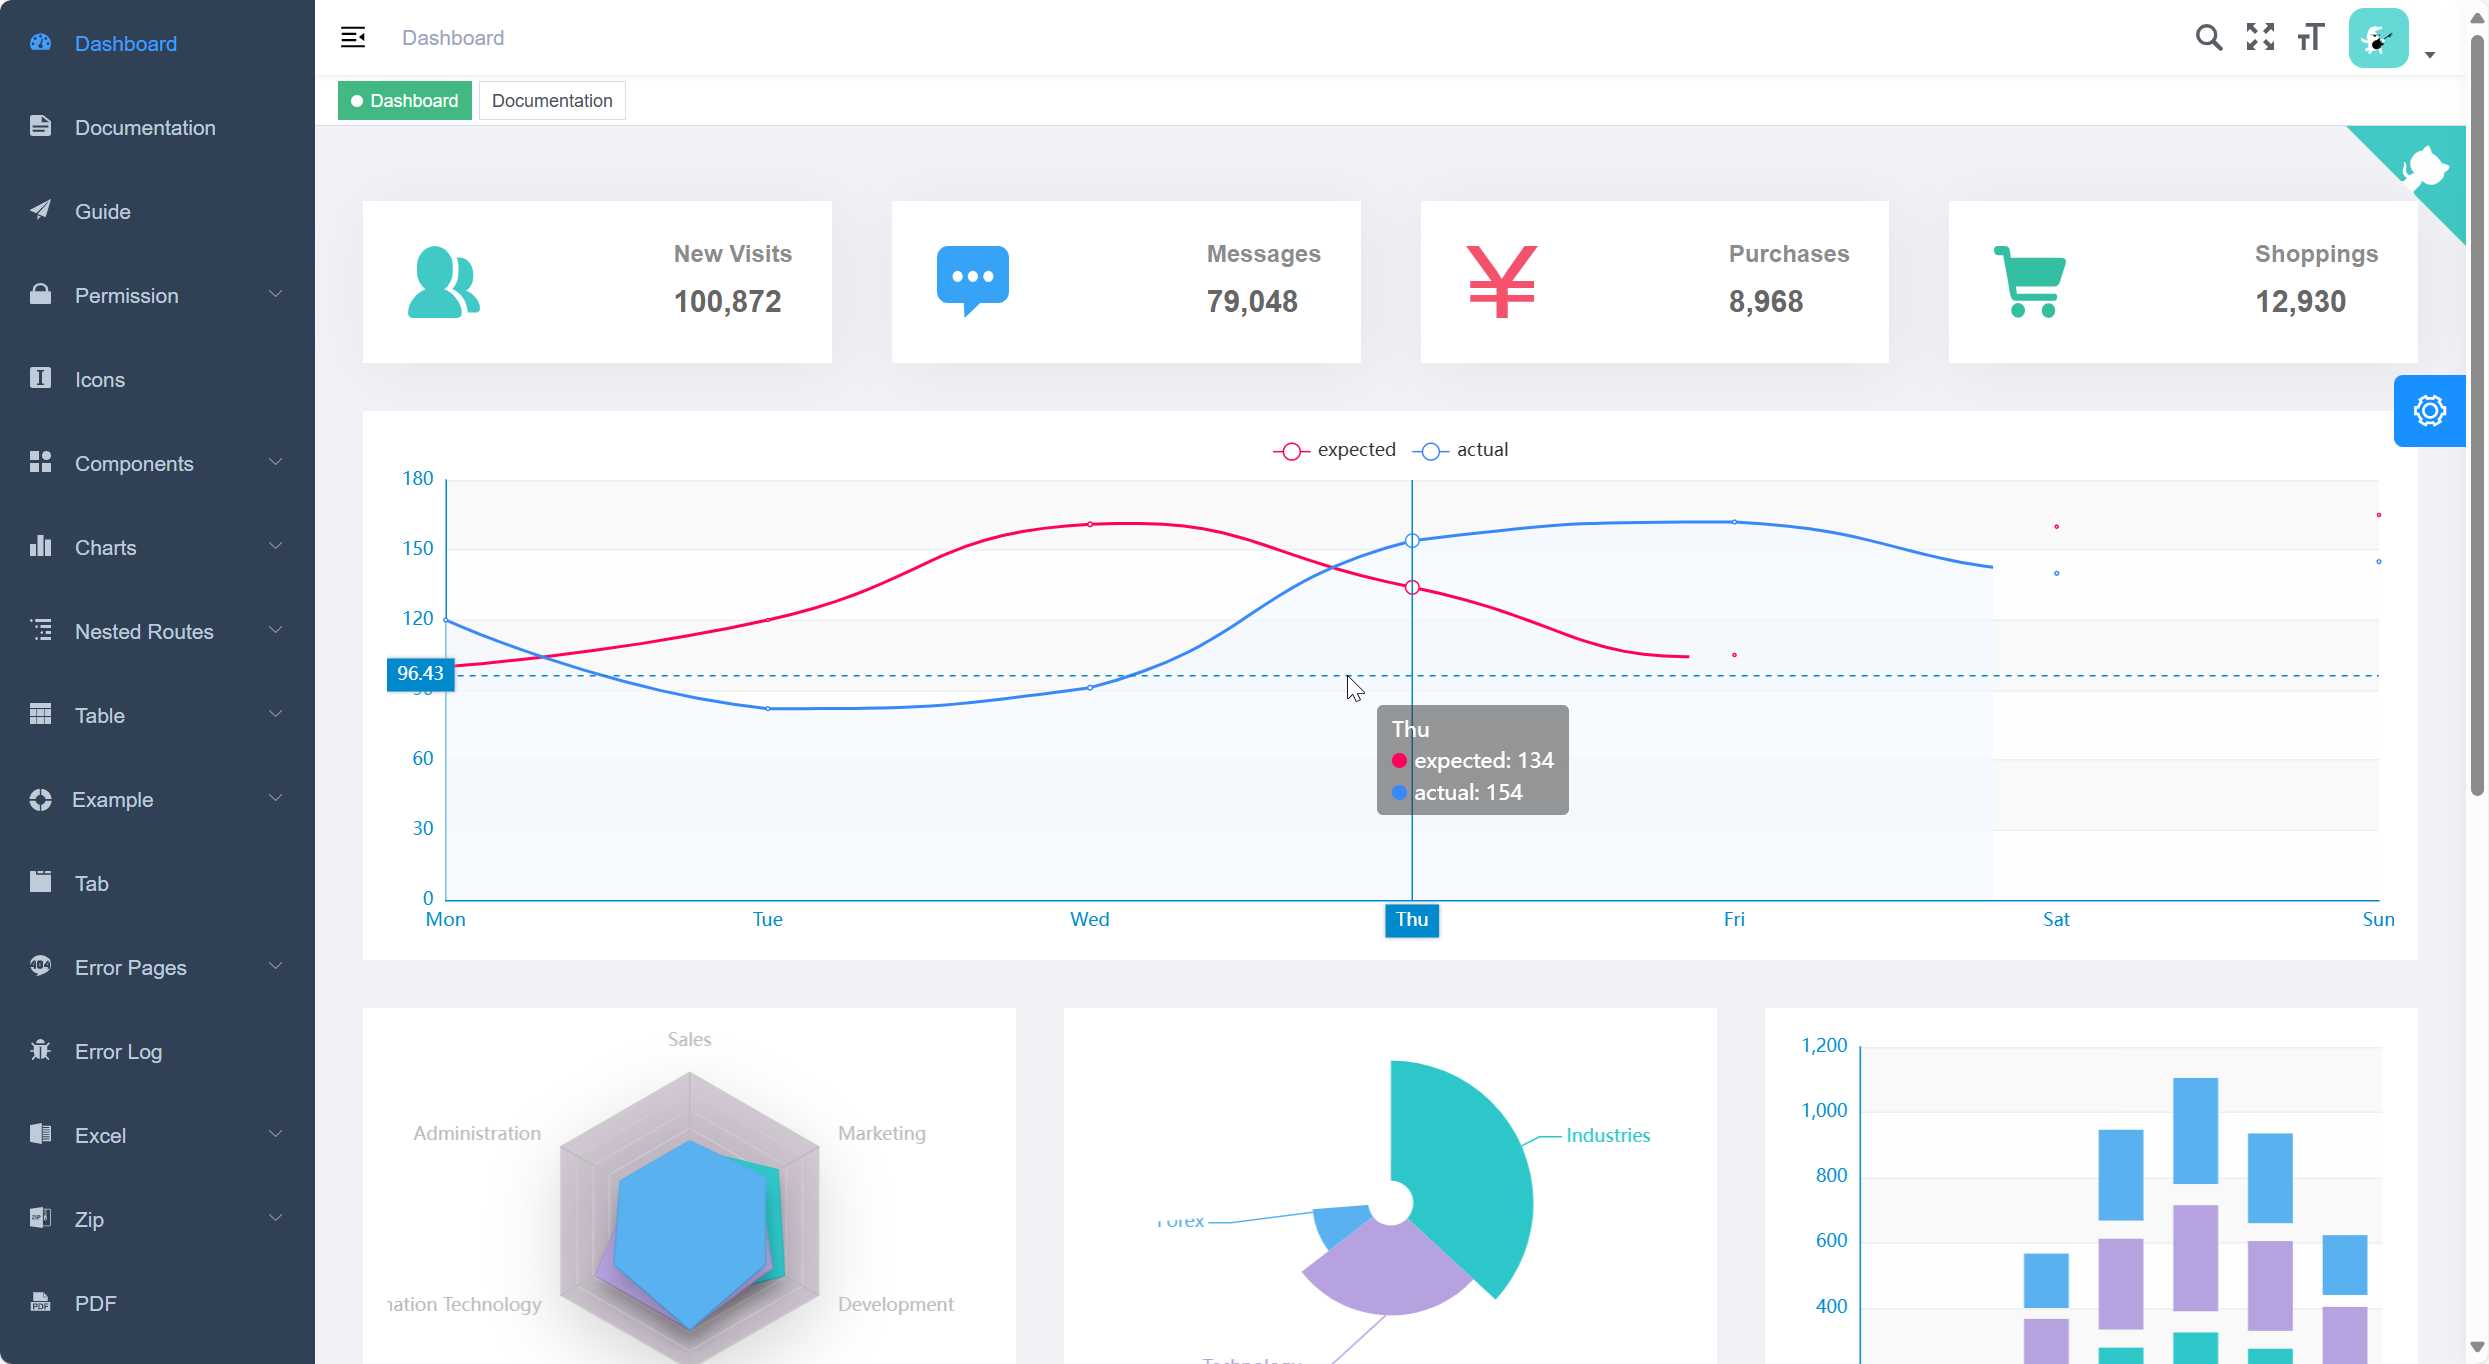 Dashboard
Documentation
Guide
Permission
Icons
Components
Charts
Nested Routes
Table
Example
Tab
Error Pages
Error Log
Excel
Zip
PDF
Dashboard
Dashboard
Documentation
New Visits
100,872
Messages
79,048
Purchases
8,968
Shoppings
12,930
expected
actual
180
150
120
96.43
60
30
0
Mon
Tue
Wed
Thu
Fri
Sat
Sun
Thu
expected: 134
actual: 154
Sales
Administration
Marketing
nation Technology
Development
Industries
Forex
Technology
1,200
1,000
800
600
400